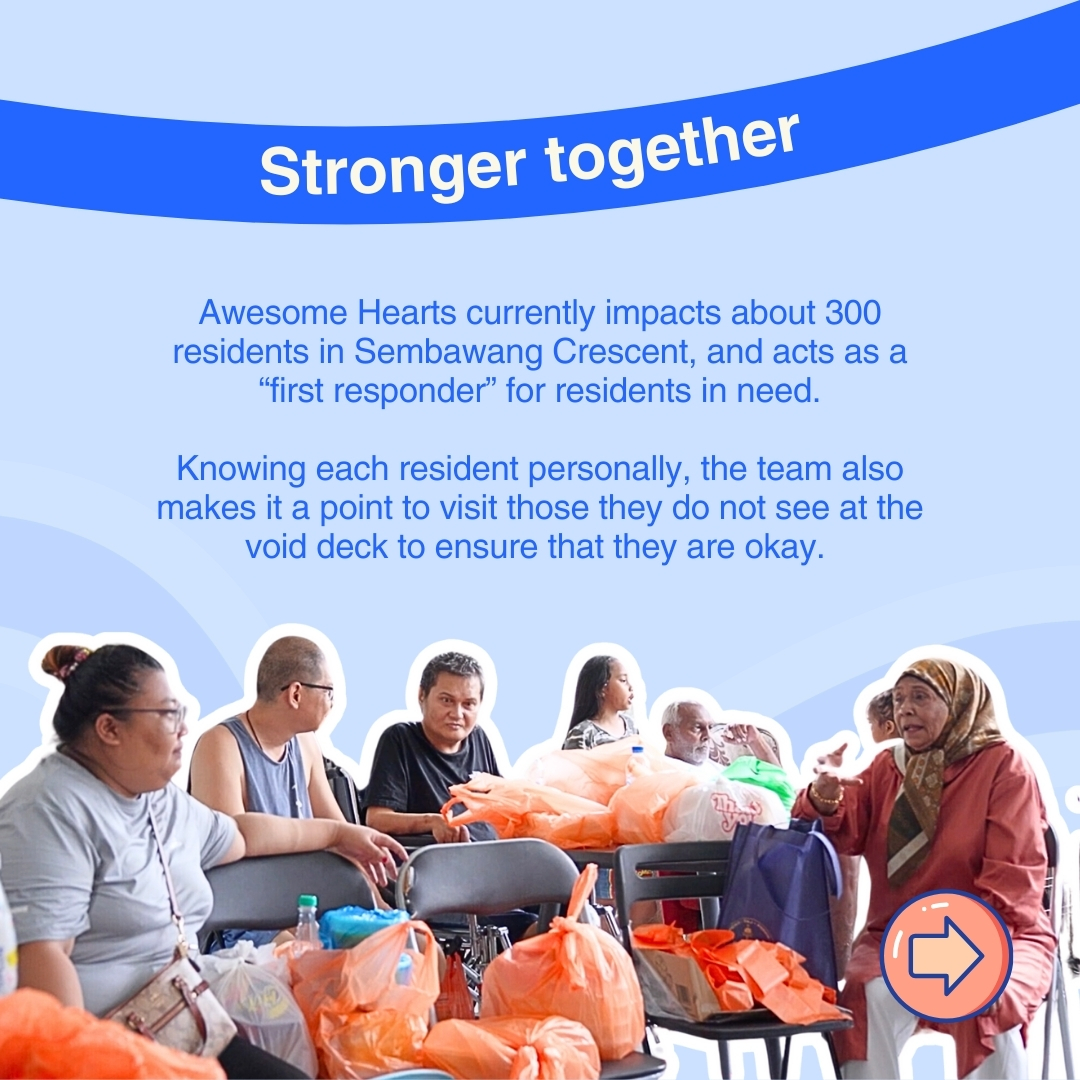 Stronger together
Awesome Hearts currently impacts about 300
residents in Sembawang Crescent, and acts as a
“first responder” for residents in need.
Knowing each resident personally, the team also
makes it a point to visit those they do not see at the
void deck to ensure that they are okay.
Thank
You